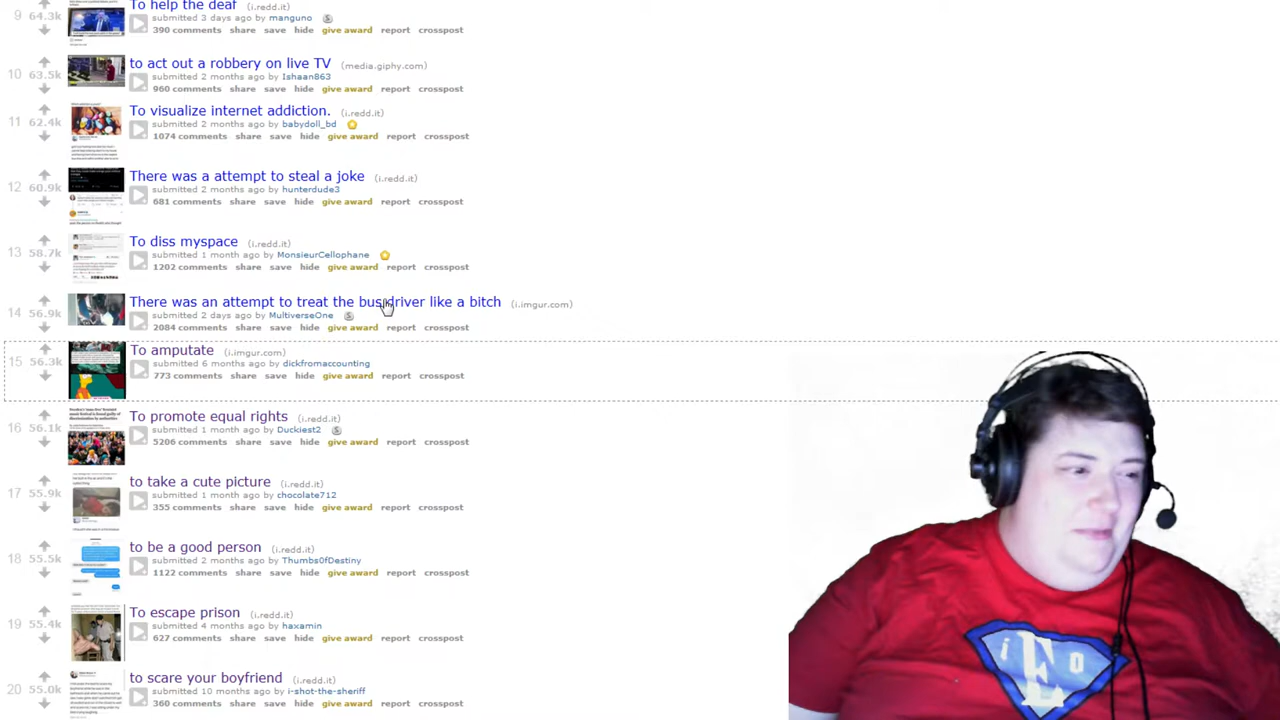 To help the deaf (i.redd.it)
9 64.3k submitted 3 days ago by manguno S
390 comments share save hide give award report crosspost
to act out a robbery on live TV (media.giphy.com)
10 63.5k submitted 2 months ago by Ishaan863
960 comments share save hide give award report crosspost
To visualize internet addiction. (i.redd.it)
11 62.4k submitted 2 months ago by babydoll_bd
1074 comments share save hide give award report crosspost
There was a attempt to steal a joke (i.redd.it)
12 60.9k submitted 2 months ago by hunterdude3
681 comments share save hide give award report crosspost
To diss myspace (i.redd.it)
13 58.7k submitted 1 month ago by MonsieurCellophane
1202 comments share save hide give award report crosspost
There was an attempt to treat the bus driver like a bitch (i.imgur.com)
14 56.9k submitted 2 days ago by MultiverseOne S
2084 comments share save hide give award report crosspost
To amputate (i.imgur.com)
15 56.3k submitted 6 months ago by dickfromaccounting
773 comments share save hide give award report crosspost
To promote equal rights (i.redd.it)
16 56.1k submitted 1 month ago by Duckiest2 S
5206 comments share save hide give award report crosspost
to take a cute picture (i.redd.it)
17 55.9k submitted 1 month ago by chocolate712
355 comments share save hide give award report crosspost
to be a good person (i.redd.it)
18 55.5k submitted 2 months ago by Thumbs0fDestiny
1122 comments share save hide give award report crosspost
To escape prison (i.redd.it)
19 55.4k submitted 4 months ago by haxamin
627 comments share save hide give award report crosspost
to scare your boyfriend (i.redd.it)
20 55.0k submitted 10 months ago by i-shot-the-sheriff
360 comments share save hide give award report crosspost